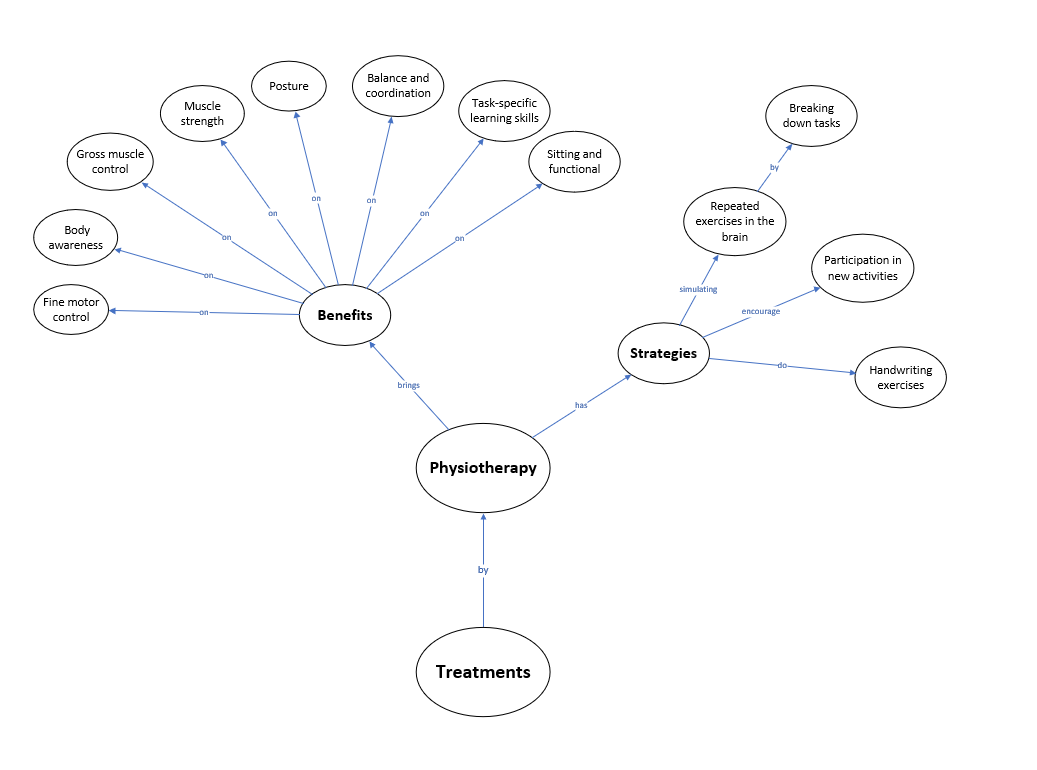 Balance and
coordination
Posture
Task-specific
learning skills
Muscle
strength
Breaking
down tasks
Gross muscle
control
Sitting and
functional
by
on
on
on
on
on
on
on
on
on
Repeated
exercises in the
brain
Body
awareness
Participation in
new activities
simulating
Fine motor
control
Benefits
encourage
Strategies
do
Handwriting
exercises
brings
has
Physiotherapy
by
Treatments